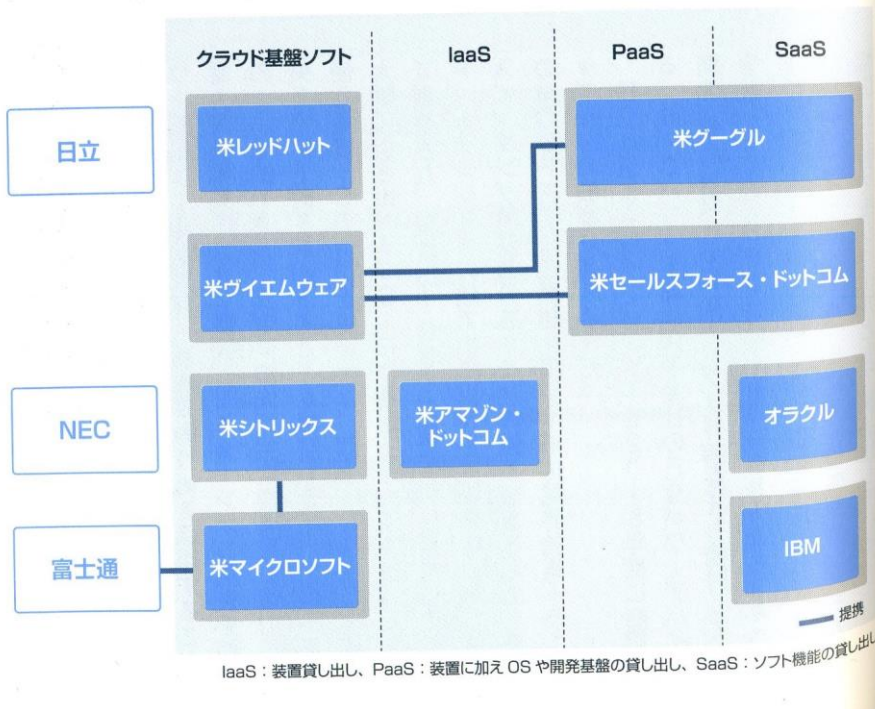 クラウド基盤ソフト
IaaS
PaaS
SaaS
日立
米レッドハット
米グーグル
米ヴイエムウェア
米セールスフォース・ドットコム
NEC
米シトリックス
米アマゾン・
ドットコム
オラクル
富士通
米マイクロソフト
IBM
提携
IaaS：装置貸し出し、PaaS：装置に加え OS や開発基盤の貸し出し、SaaS：ソフト機能の貸し出し